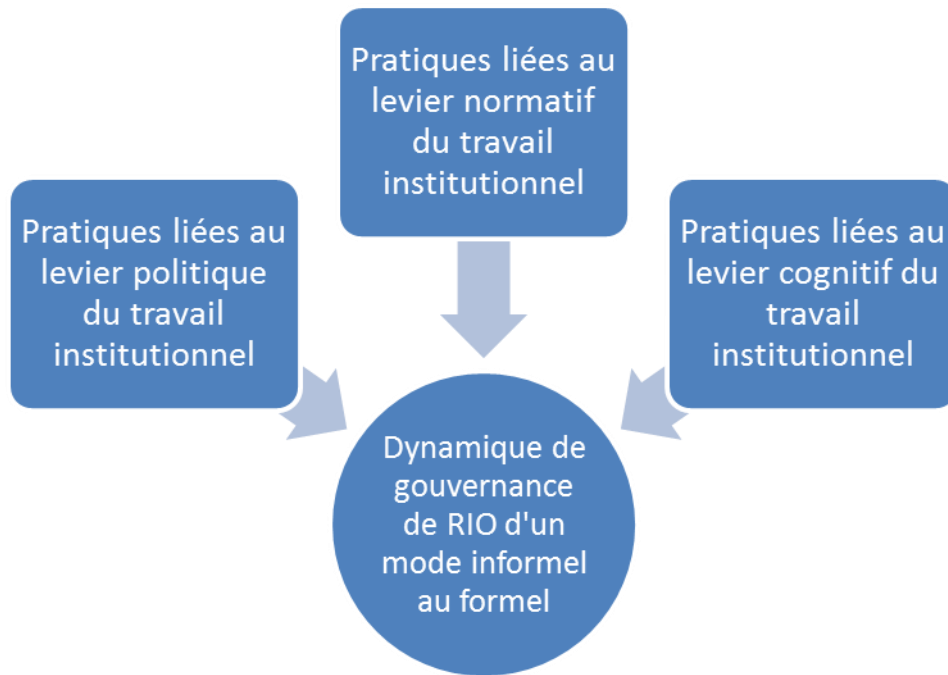 Pratiques liées au
levier normatif
du travail
institutionnel
Pratiques liées au
levier politique
du travail
institutionnel
Pratiques liées au
levier cognitif du
travail
institutionnel
Dynamique de
gouvernance
de RIO d'un
mode informel
au formel